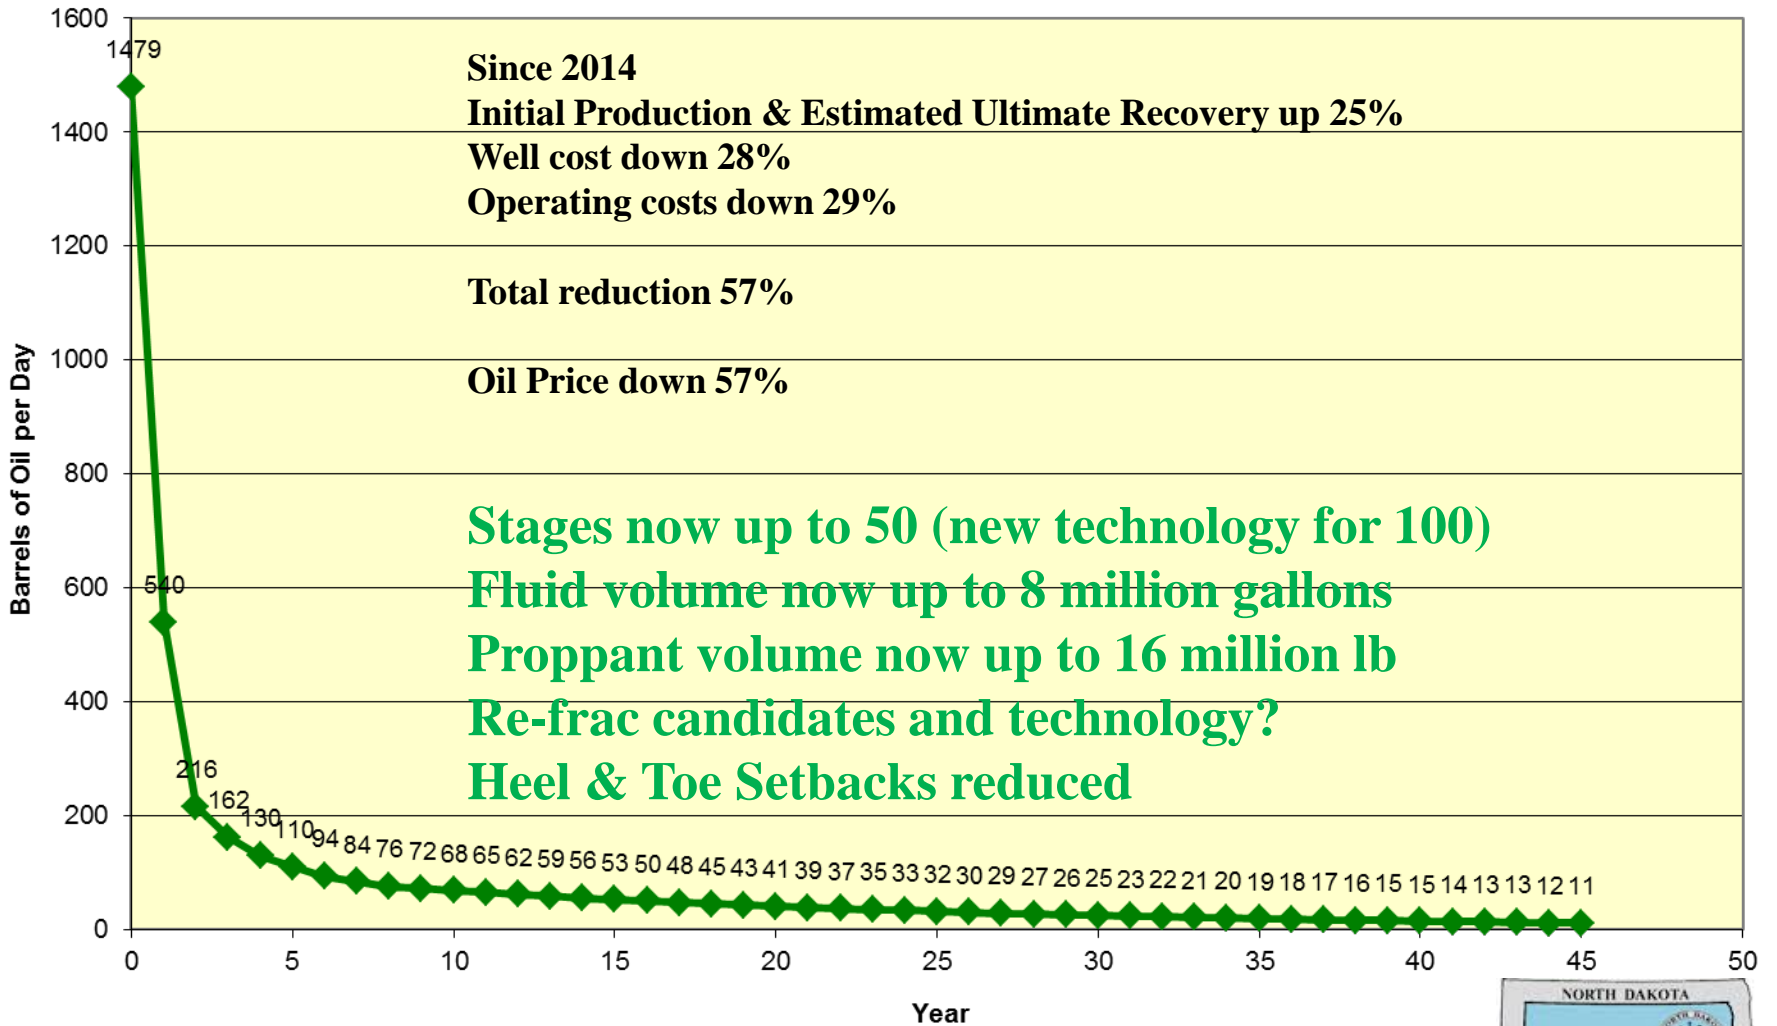 1600
1479
Since 2014
Initial Production & Estimated Ultimate Recovery up 25%
1400
Well cost down 28%
Operating costs down 29%
1200
Total reduction 57%
1000
Oil Price down 57%
Barrels of Oil per Day
800
Stages now up to 50 (new technology for 100)
600
540
Fluid volume now up to 8 million gallons
Proppant volume now up to 16 million lb
400
Re-frac candidates and technology?
Heel & Toe Setbacks reduced
200
216 162 130 110 94 84 76 72 68 65 62 59 56 53 50 48 45 43 41 39 37 35 33 32 30 29 27 26 25 23 22 21 20 19 18 17 16 15 15 14 13 13 12 11
0
0 5 10 15 20 25 30 35 40 45 50
Year
NORTH DAKOTA